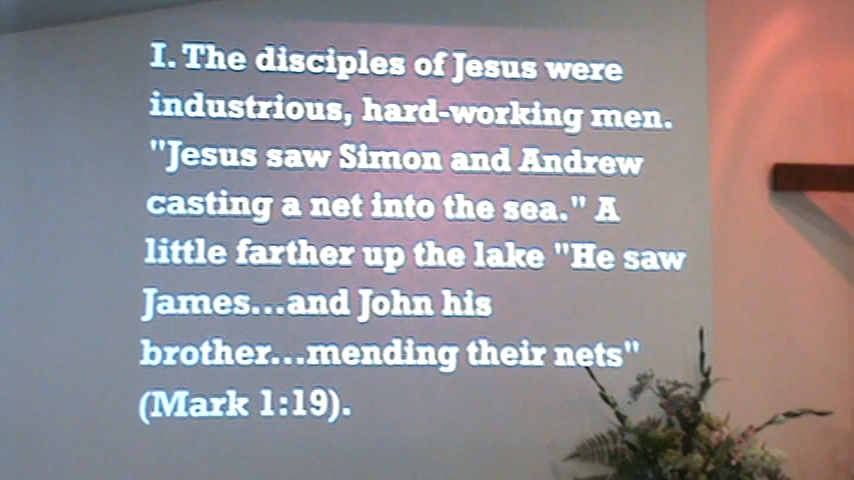 I. The disciples of Jesus were
industrious, hard-working men.
"Jesus saw Simon and Andrew
casting a net into the sea." A
little farther up the lake "He saw
James...and John his
brother...mending their nets"
(Mark 1:19).